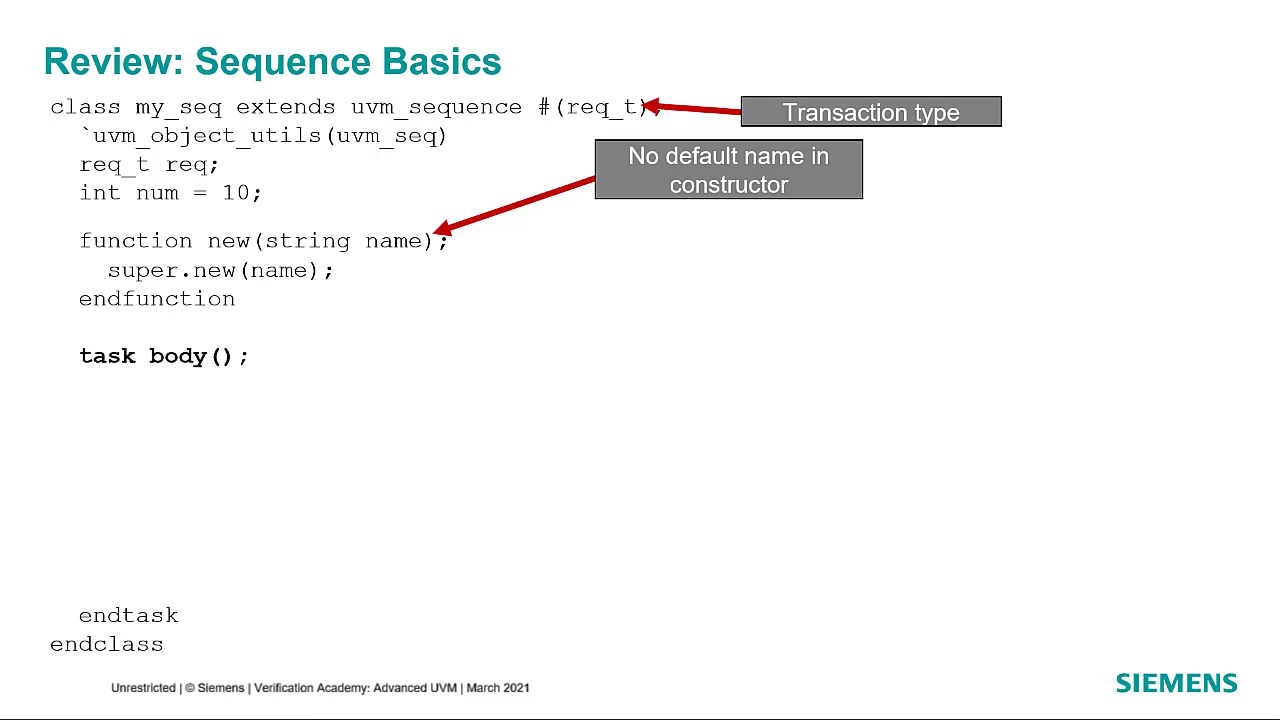 Review: Sequence Basics
class my_seq extends uvm_sequence #(req_t);
Transaction type
`uvm_object_utils(uvm_seq)
No default name in
constructor
req_t req;
int num = 10;
function new(string name);
super.new(name);
endfunction
task body();
endtask
endclass
Unrestricted | © Siemens | Verification Academy: Advanced UVM | March 2021
SIEMENS